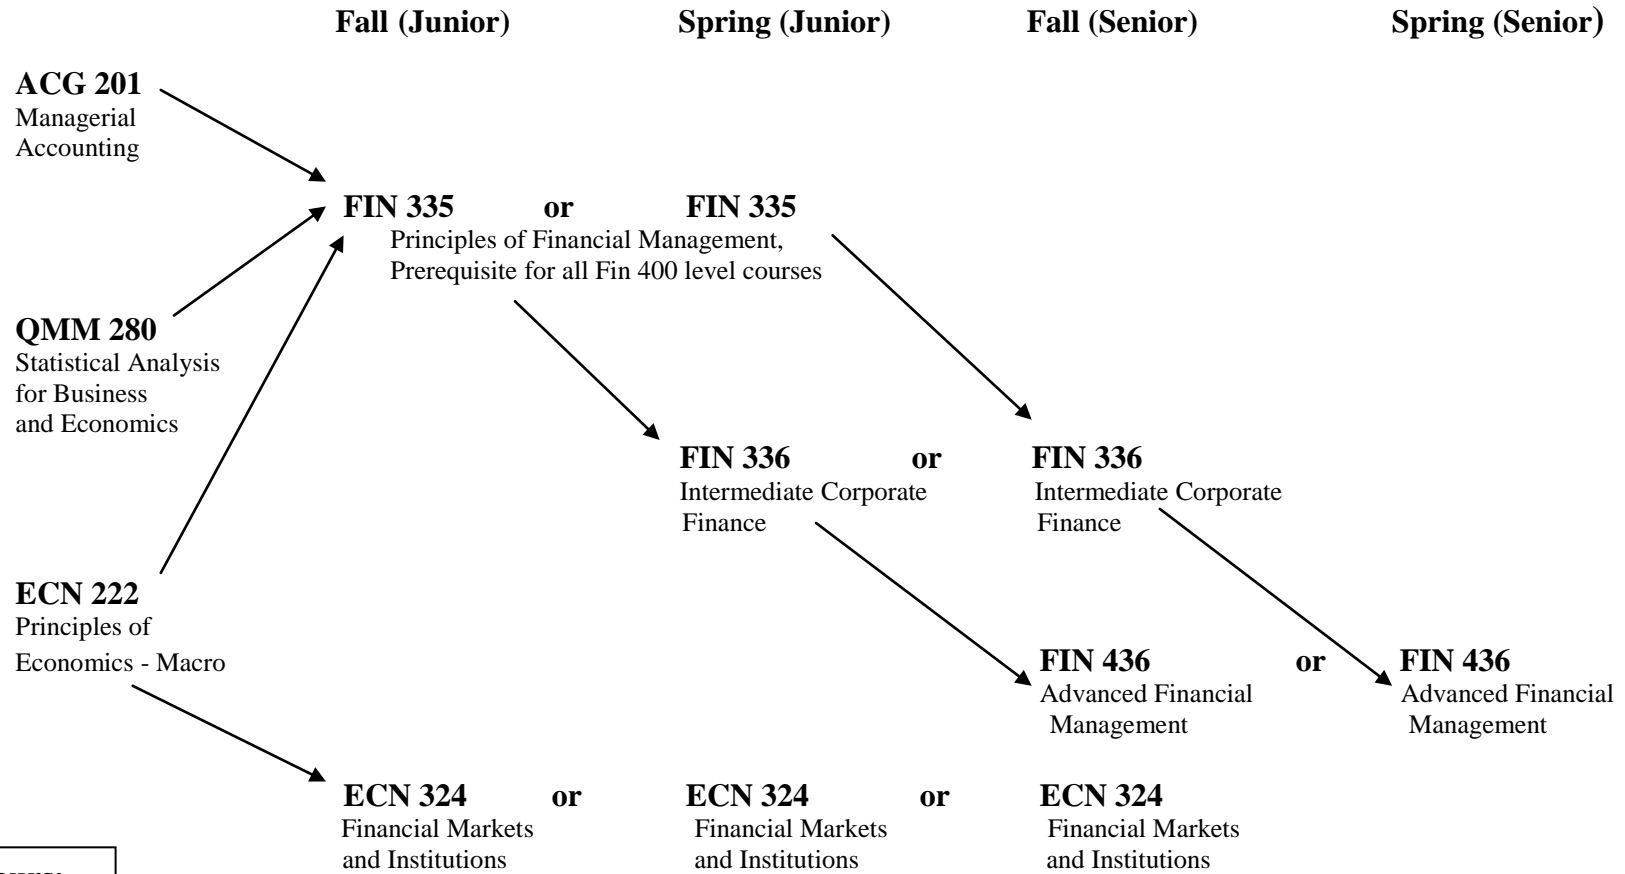 Fall (Junior) Spring (Junior) Fall (Senior) Spring (Senior)
ACG 201
Managerial
Accounting
FIN 335 or FIN 335
Principles of Financial Management,
Prerequisite for all Fin 400 level courses
QMM 280
Statistical Analysis
for Business
and Economics
FIN 336 or FIN 336
Intermediate Corporate Intermediate Corporate
Finance Finance
ECN 222
Principles of
Economics - Macro
FIN 436 or FIN 436
Advanced Financial Advanced Financial
Management Management
ECN 324 or ECN 324 or ECN 324
Financial Markets Financial Markets Financial Markets
and Institutions and Institutions and Institutions